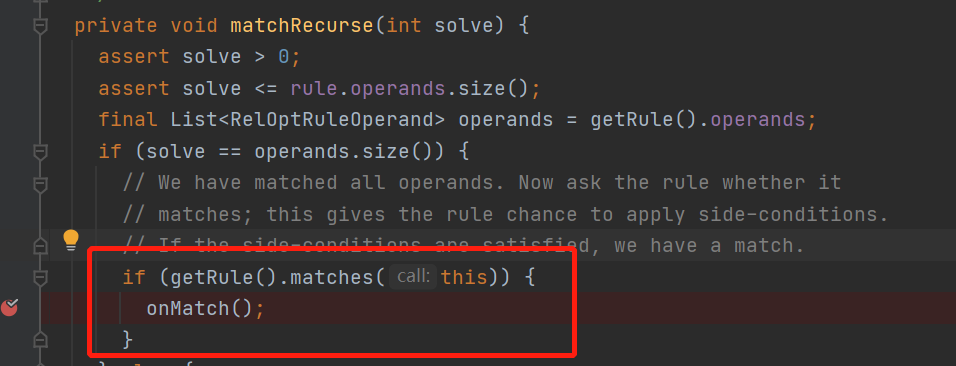 private void matchRecurse(int solve) {
assert solve > 0;
assert solve <= rule.operands.size();
final List<RelOptRuleOperand> operands = getRule().operands;
if (solve == operands.size()) {
// We have matched all operands. Now ask the rule whether it
// matches; this gives the rule chance to apply side-conditions.
// If the side-conditions are satisfied, we have a match.
if (getRule().matches( call: this)) {
onMatch();
}